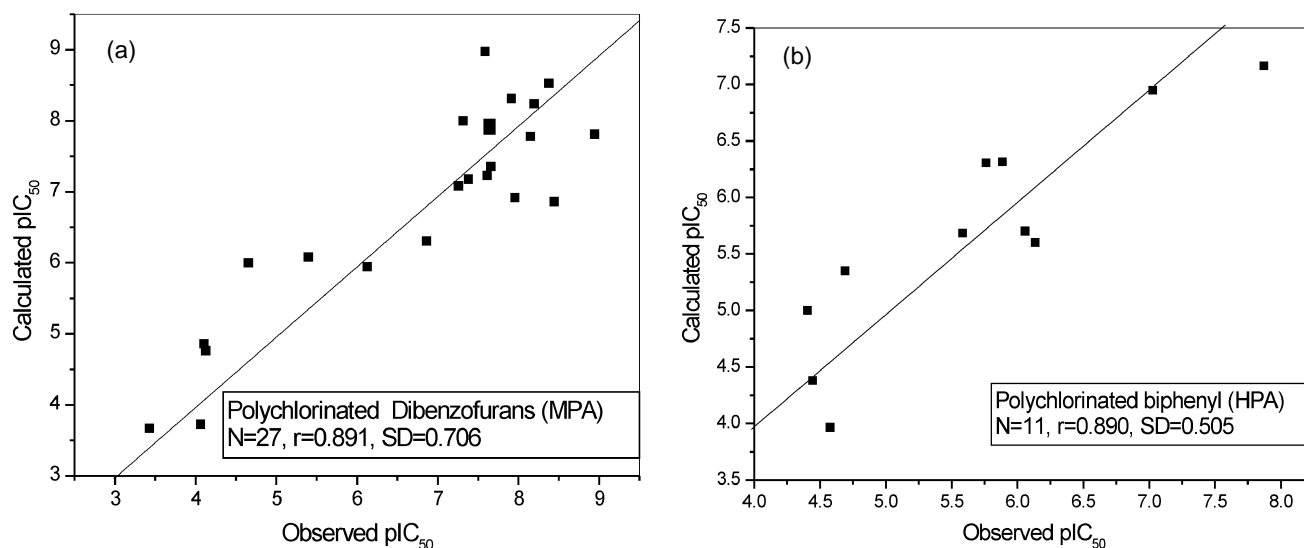 (a)
9
8
7
6
5
4
3
Calculated pIC50
Polychlorinated Dibenzofurans (MPA)
N=27, r=0.891, SD=0.706
3 4 5 6 7 8 9
Observed pIC50
(b)
7.5
7.0
6.5
6.0
5.5
5.0
4.5
4.0
3.5
Calculated pIC50
Polychlorinated biphenyl (HPA)
N=11, r=0.890, SD=0.505
4.0 4.5 5.0 5.5 6.0 6.5 7.0 7.5 8.0
Observed pIC50